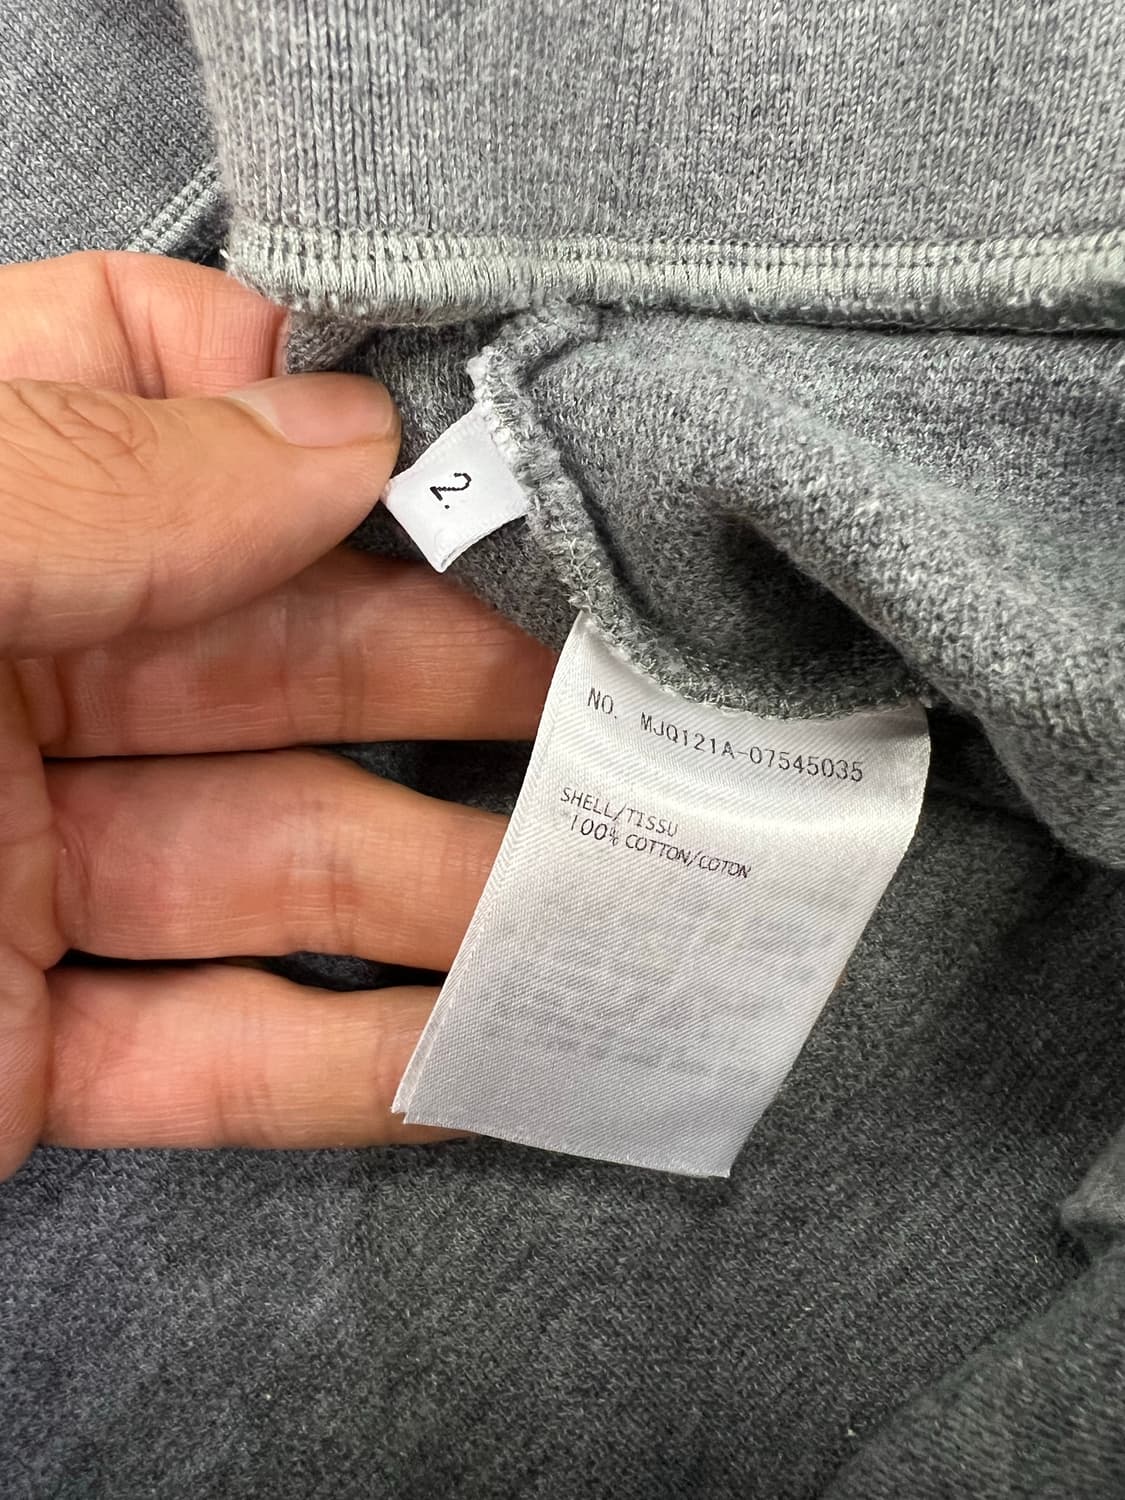 2
NO. MJQ121A-07545035
SHELL/TISSU
100% COTTON/COTON